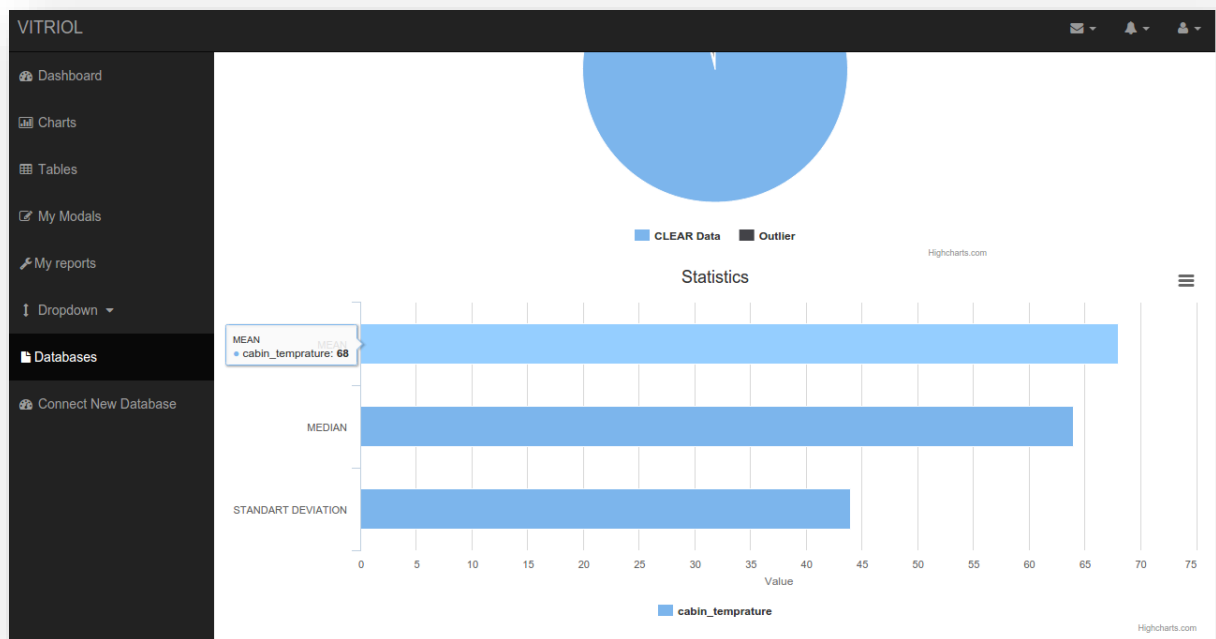 VITRIOL
Dashboard
Charts
Tables
My Modals
My reports
Dropdown
Databases
Connect New Database
CLEAR Data Outlier
Highcharts.com
Statistics
MEAN
MEAN
cabin_temprature: 68
MEDIAN
STANDART DEVIATION
0 5 10 15 20 25 30 35 40 45 50 55 60 65 70 75
Value
cabin_temprature
Highcharts.com